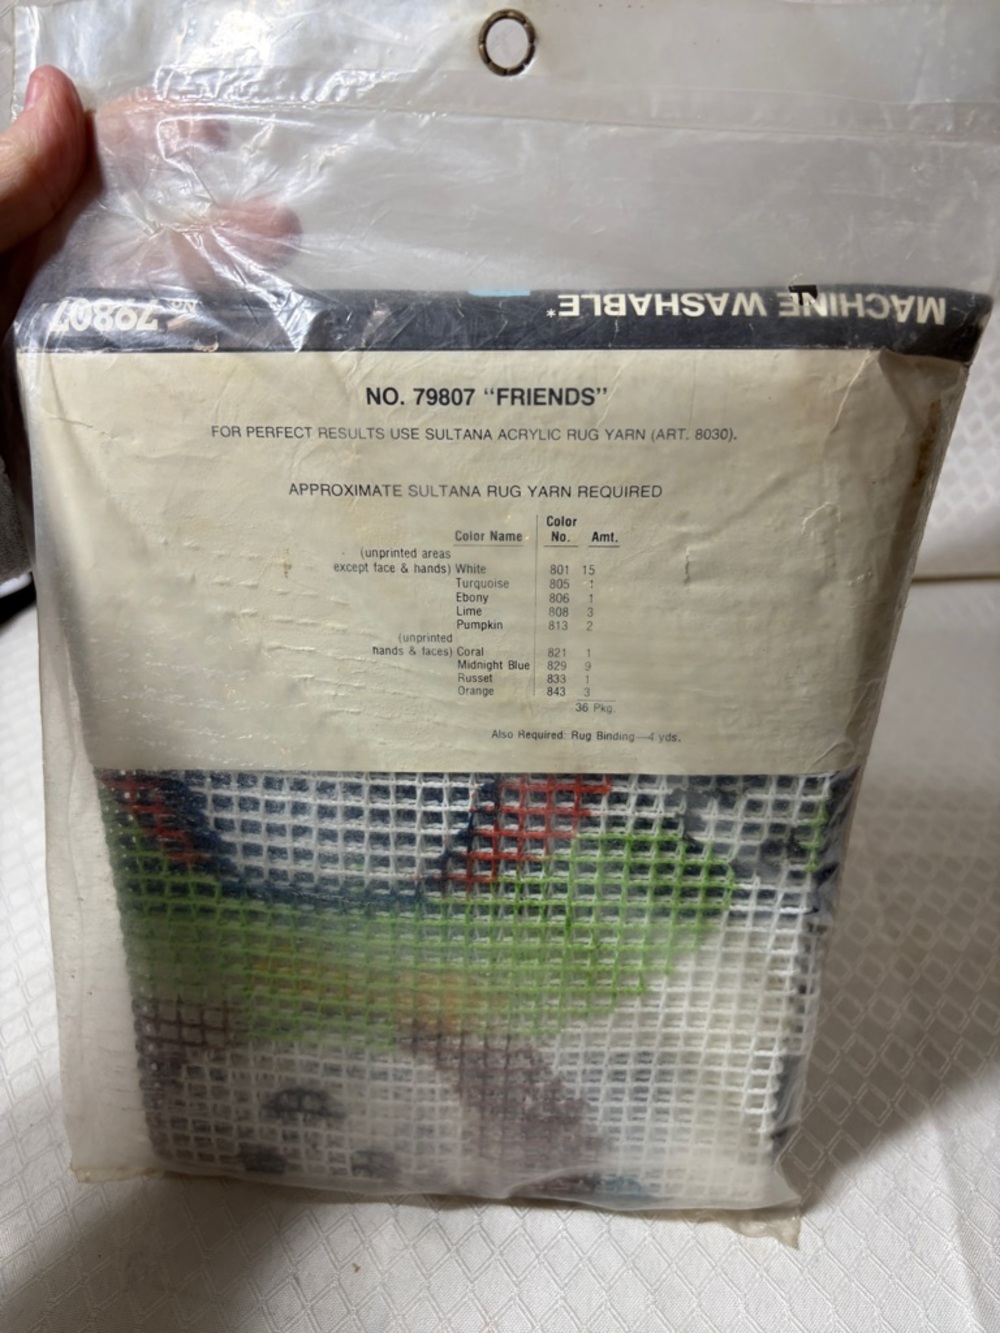 MACHINE WASHABLE*
No. 79807
NO. 79807 “FRIENDS”
FOR PERFECT RESULTS USE SULTANA ACRYLIC RUG YARN (ART. 8030).
APPROXIMATE SULTANA RUG YARN REQUIRED
Color Name Color No. Amt.
(unprinted areas
except face & hands) White 801 15
Turquoise 805 1
Ebony 806 1
Lime 808 3
Pumpkin 813 2
(unprinted
hands & faces) Coral 821 1
Midnight Blue 829 9
Russet 833 1
Orange 843 3
36 Pkg.
Also Required: Rug Binding—4 yds.